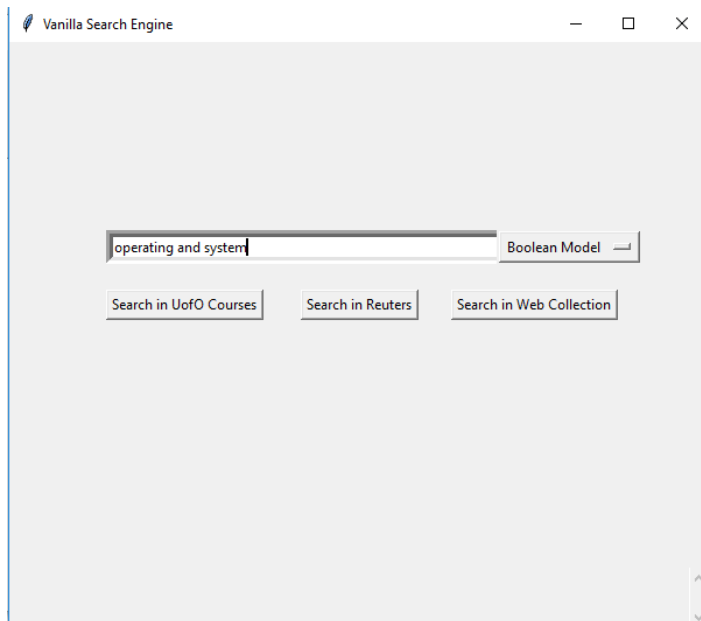 Vanilla Search Engine
operating and system Boolean Model
Search in UofO Courses Search in Reuters Search in Web Collection